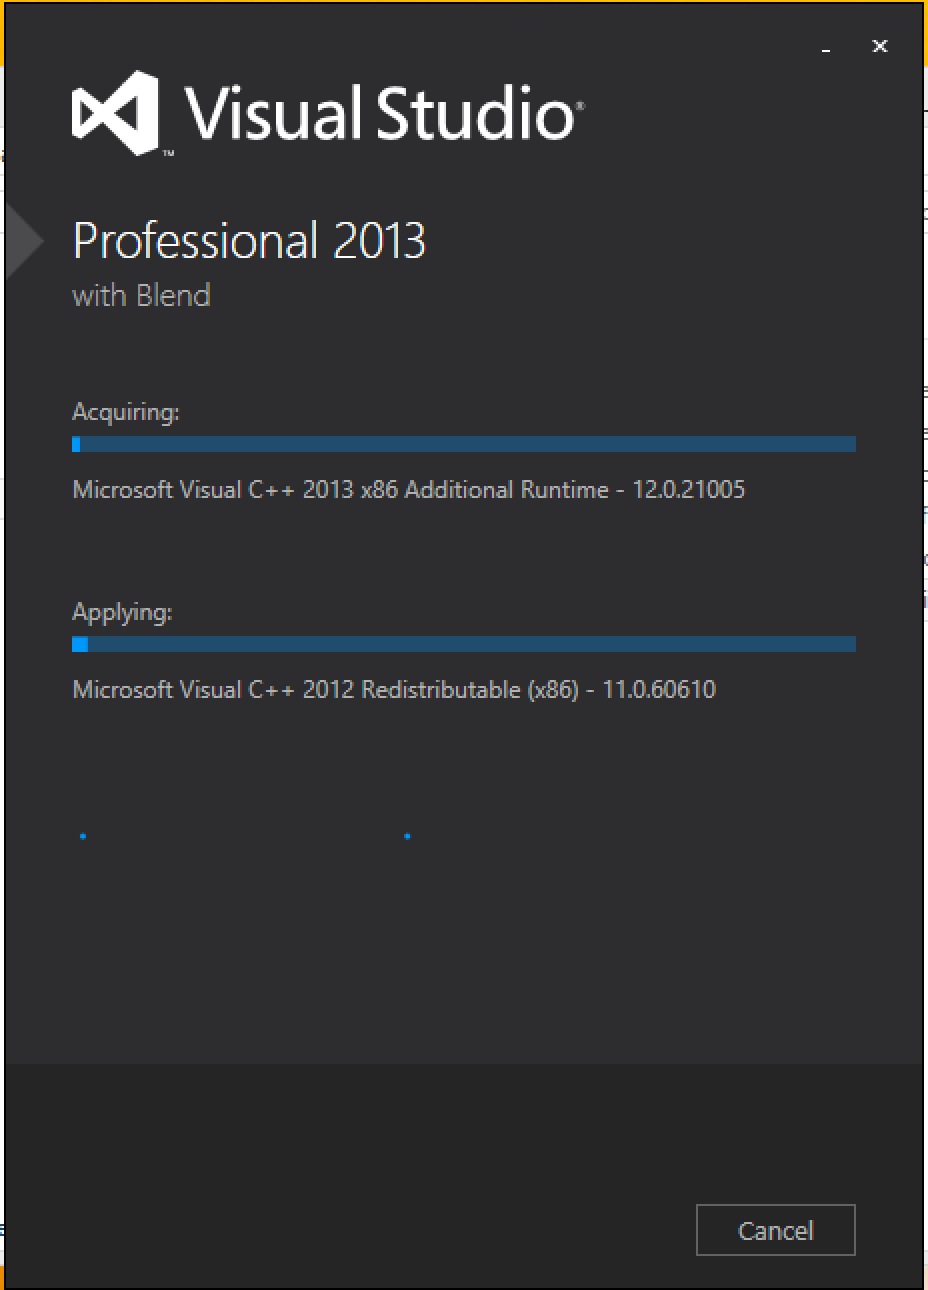 Visual Studio®
™
Professional 2013
with Blend
Acquiring:
Microsoft Visual C++ 2013 x86 Additional Runtime - 12.0.21005
Applying:
Microsoft Visual C++ 2012 Redistributable (x86) - 11.0.60610
Cancel